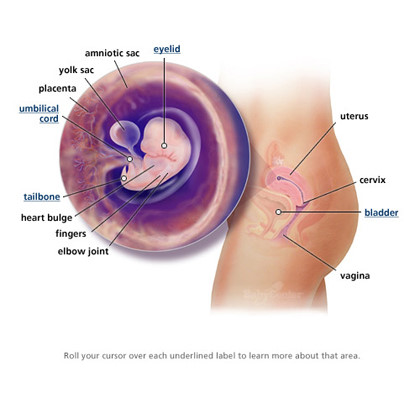 amniotic sac
eyelid
yolk sac
placenta
umbilical
cord
uterus
cervix
tailbone
bladder
heart bulge
fingers
elbow joint
vagina
Roll your cursor over each underlined label to learn more about that area.